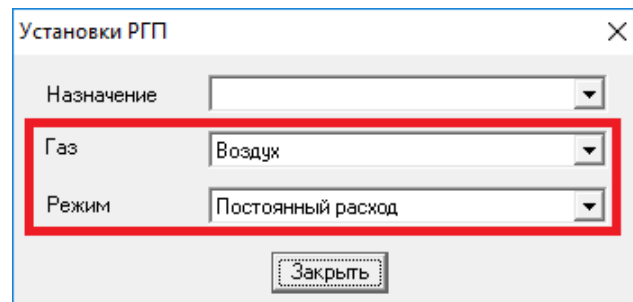 Установки РГП
Назначение
Газ Воздух
Режим Постоянный расход
Закрыть